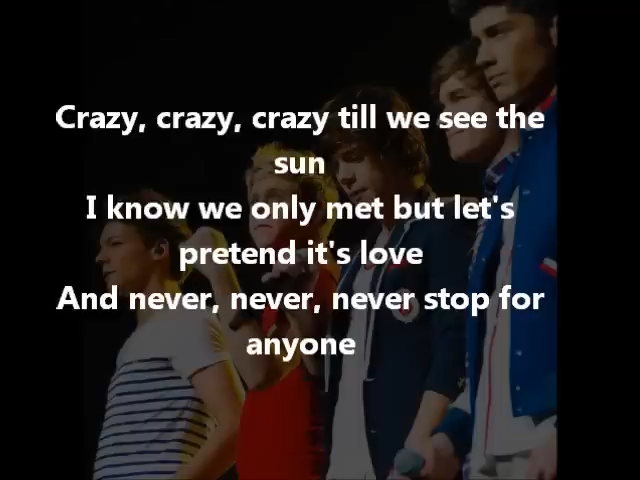 Crazy, crazy, crazy till we see the
sun
I know we only met but let's
pretend it's love
And never, never, never stop for
anyone